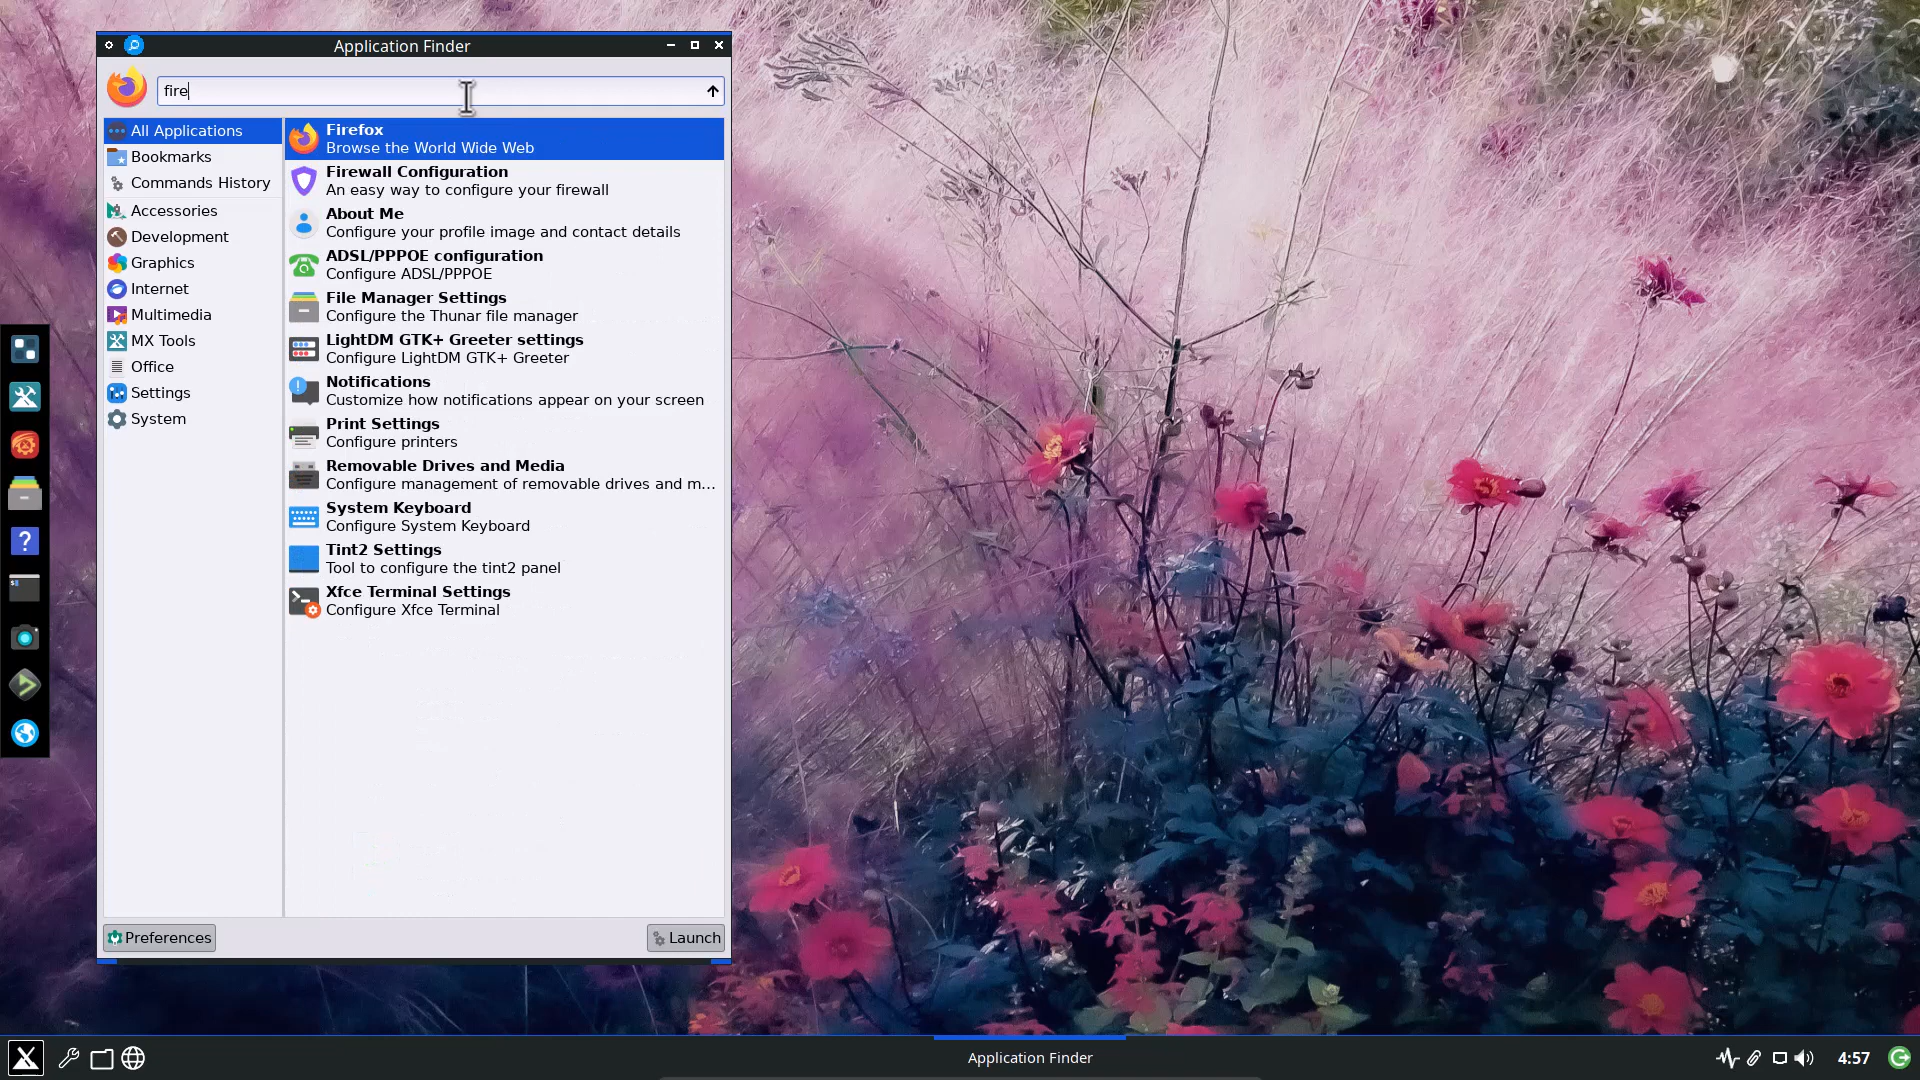 Application Finder
fire
All Applications
Bookmarks
Commands History
Accessories
Development
Graphics
Internet
Multimedia
MX Tools
Office
Settings
System
Firefox
Browse the World Wide Web
Firewall Configuration
An easy way to configure your firewall
About Me
Configure your profile image and contact details
ADSL/PPPOE configuration
Configure ADSL/PPPOE
File Manager Settings
Configure the Thunar file manager
LightDM GTK+ Greeter settings
Configure LightDM GTK+ Greeter
Notifications
Customize how notifications appear on your screen
Print Settings
Configure printers
Removable Drives and Media
Configure management of removable drives and m...
System Keyboard
Configure System Keyboard
Tint2 Settings
Tool to configure the tint2 panel
Xfce Terminal Settings
Configure Xfce Terminal
Preferences
Launch
Application Finder
4:57